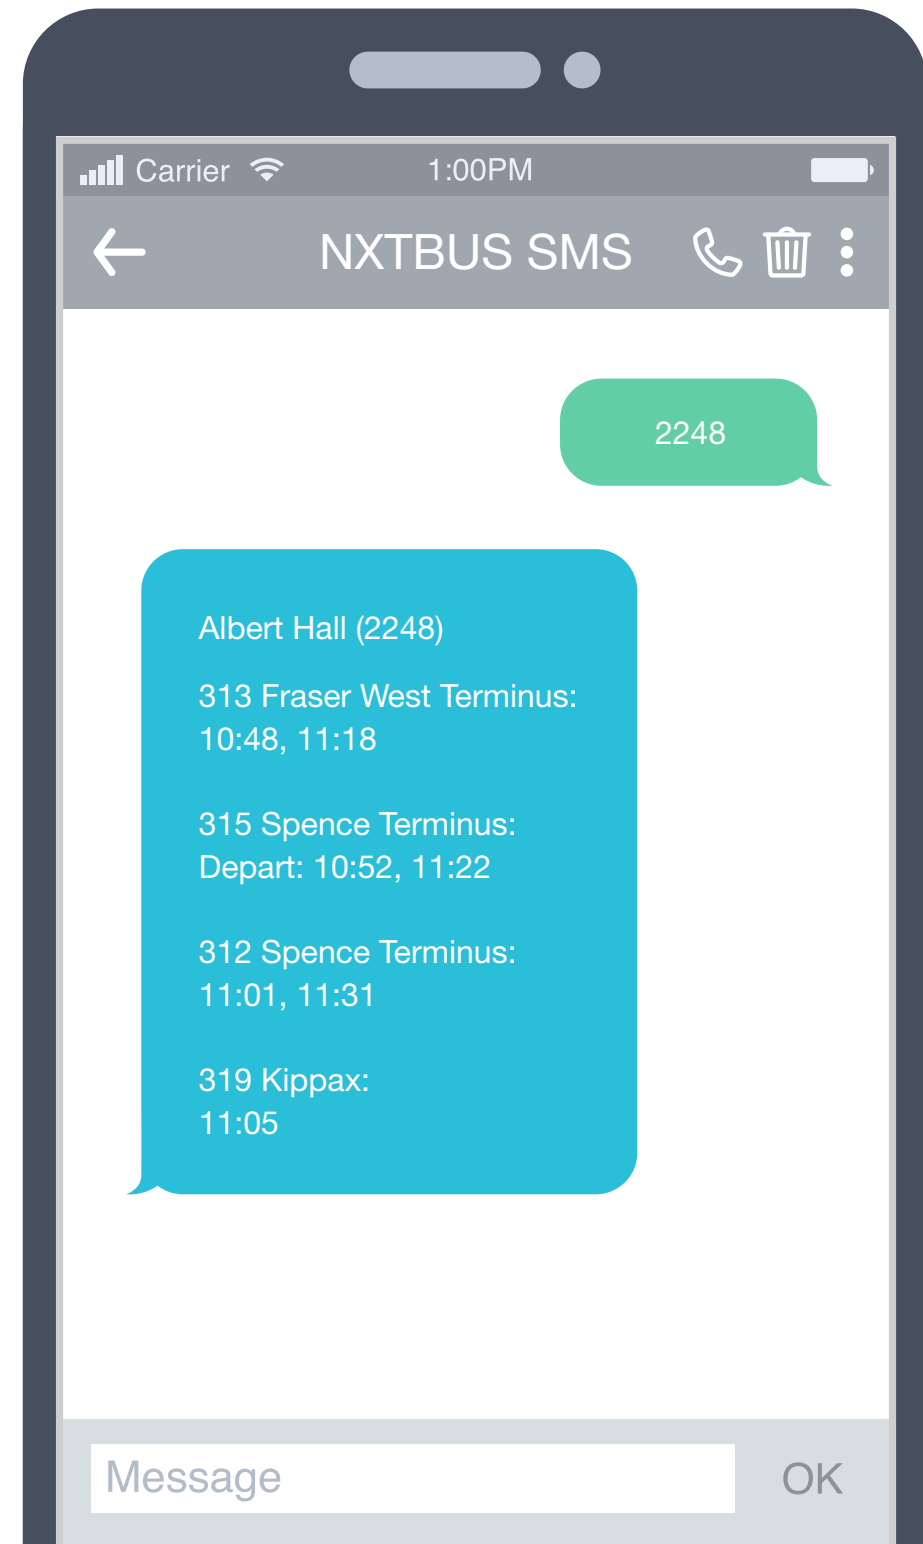 Carrier 1:00PM
NXTBUS SMS
2248
Albert Hall (2248)
313 Fraser West Terminus:
10:48, 11:18
315 Spence Terminus:
Depart: 10:52, 11:22
312 Spence Terminus:
11:01, 11:31
319 Kippax:
11:05
Message OK